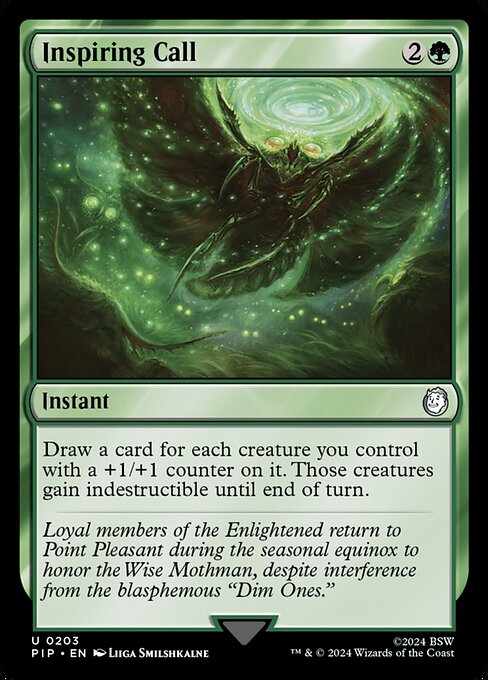 Inspiring Call 2
Instant
Draw a card for each creature you control
with a +1/+1 counter on it. Those creatures
gain indestructible until end of turn.
Loyal members of the Enlightened return to
Point Pleasant during the seasonal equinox to
honor the Wise Mothman, despite interference
from the blasphemous “Dim Ones.”
U 0203
©2024 BSW
PIP • EN Liiga Smilshkalne
™ & © 2024 Wizards of the Coast